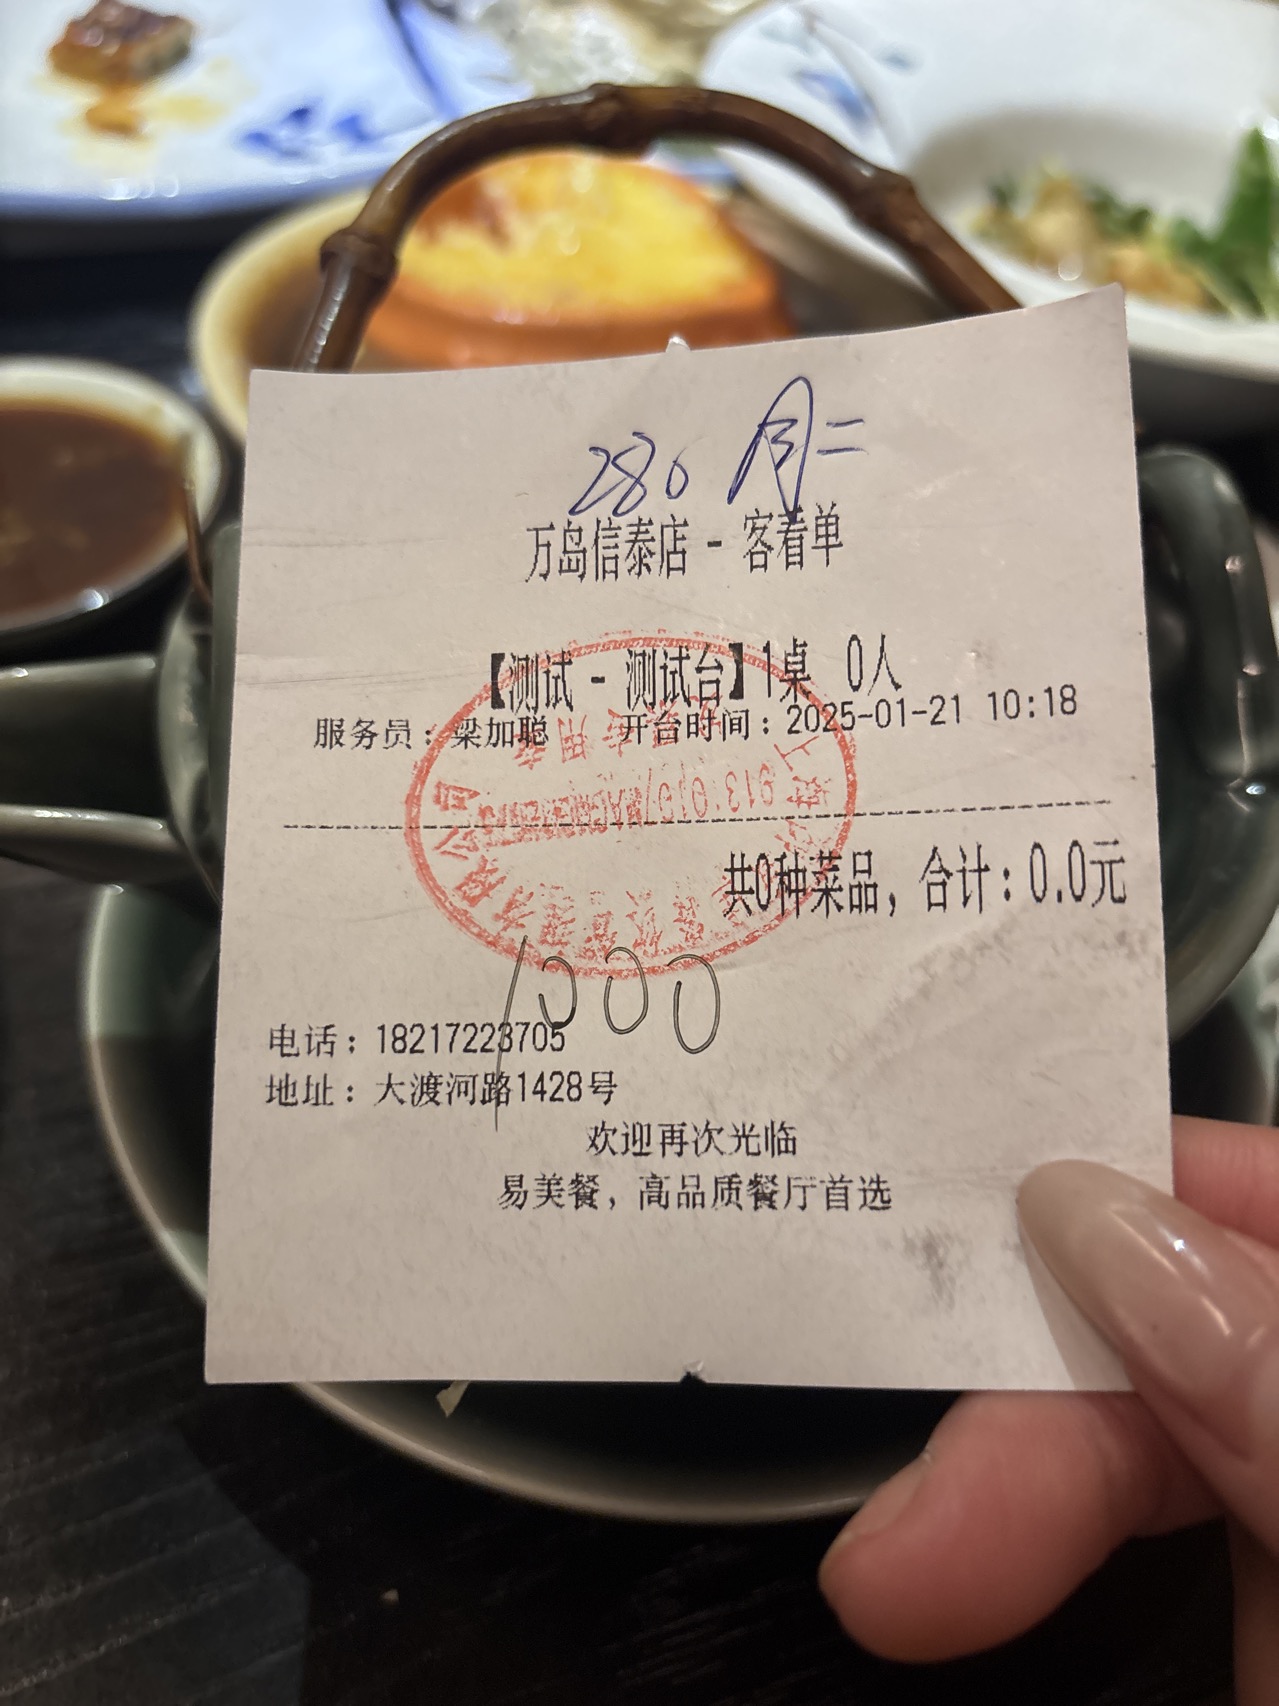 280 月二
万岛信泰店 - 客看单
【测试 - 测试台】1桌 0人
服务员：梁加聪 开台时间：2025-01-21 10:18
共0种菜品，合计：0.0元
1000
电话：18217223705
地址：大渡河路1428号
欢迎再次光临
易美餐，高品质餐厅首选